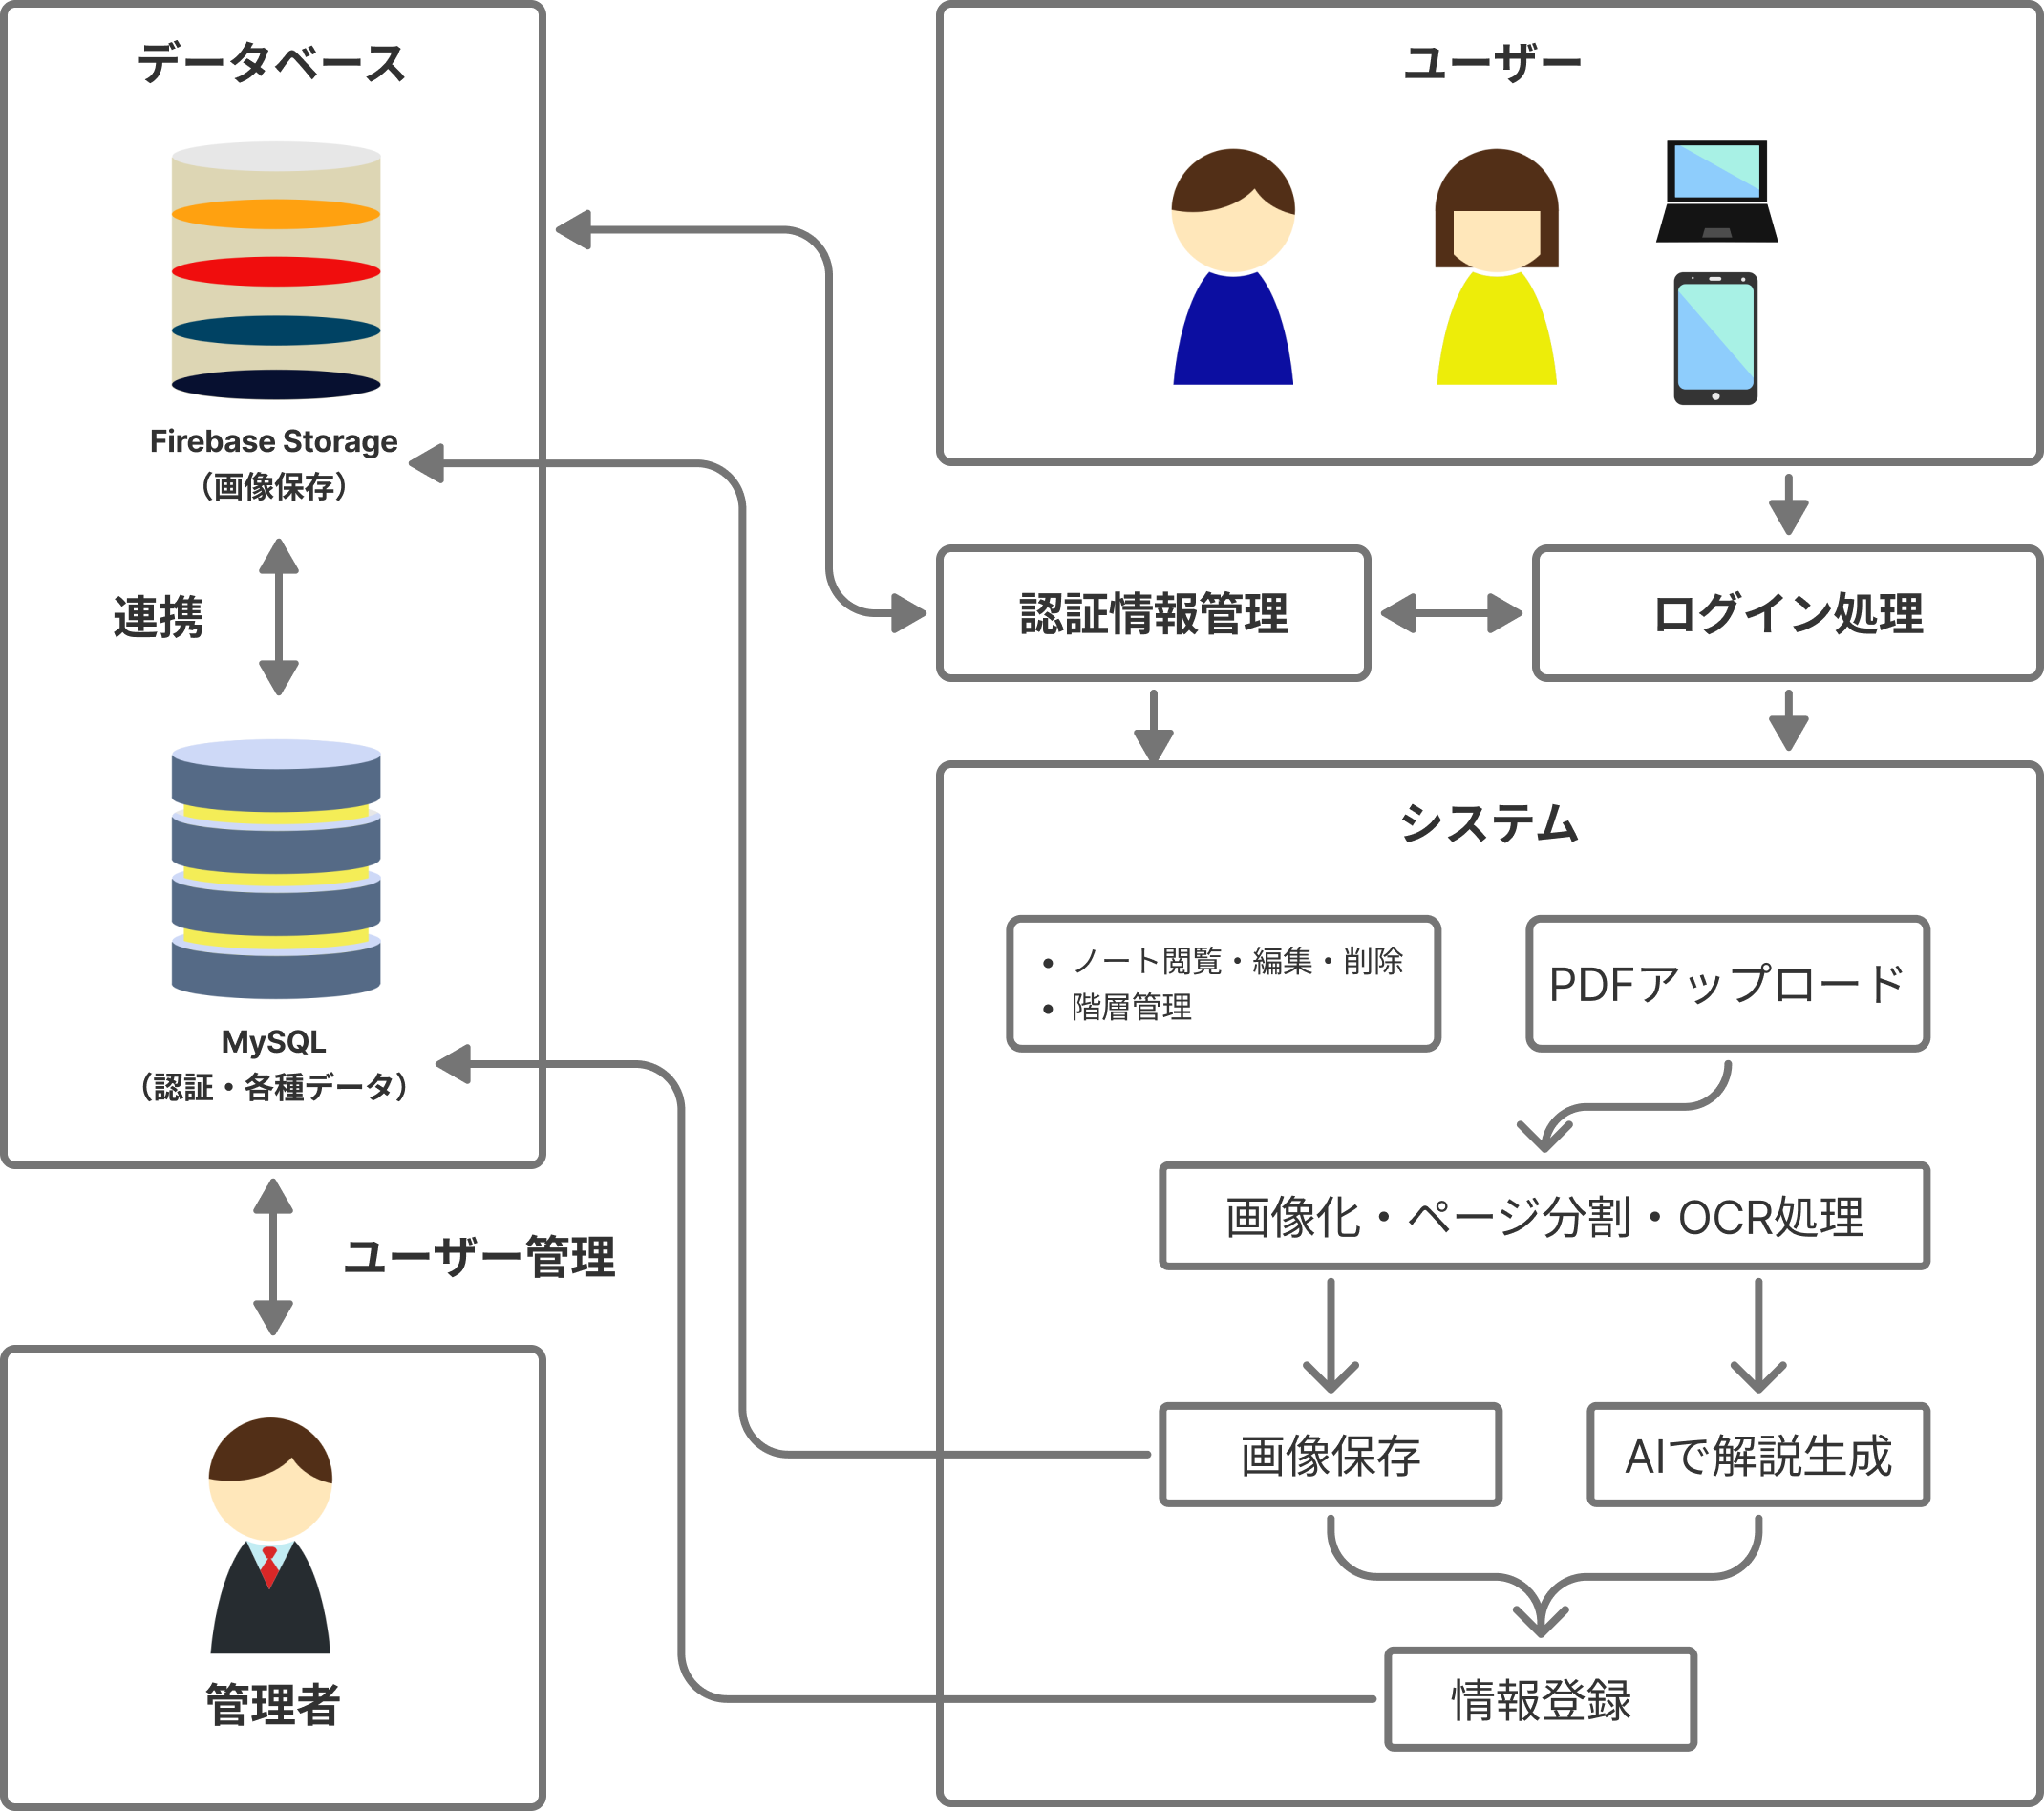 データベース
Firebase Storage
（画像保存）
連携
MySQL
（認証・各種データ）
ユーザー管理
管理者
ユーザー
認証情報管理
ログイン処理
システム
• ノート閲覧・編集・削除
• 階層管理
PDFアップロード
画像化・ページ分割・OCR処理
画像保存
AIで解説生成
情報登録